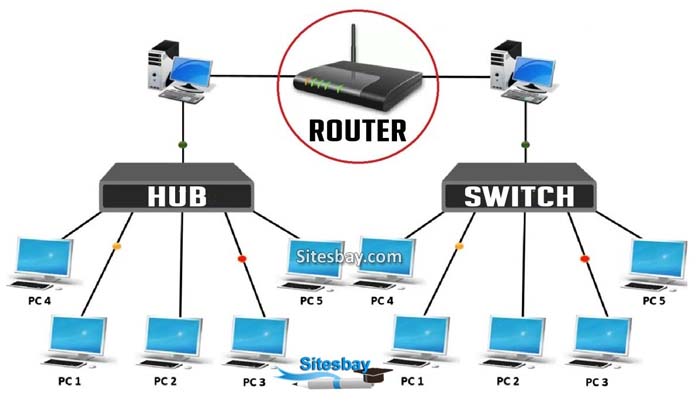 ROUTER
HUB
SWITCH
Sitesbay.com
PC 4
PC 5
PC 4
PC 5
Sitesbay
PC 1
PC 2
PC 3
PC 1
PC 2
PC 3